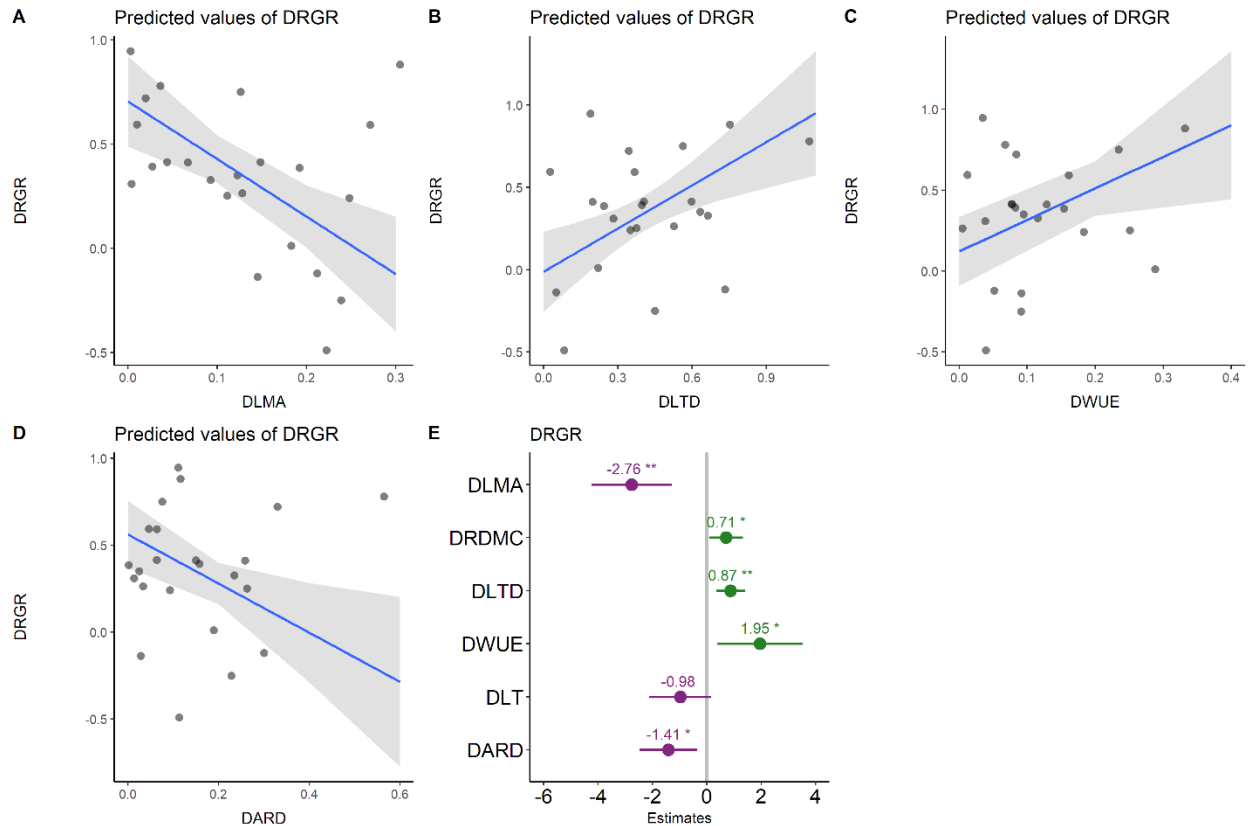 A
Predicted values of DRGR
1.0
0.5
0.0
-0.5
DRGR
0.0
0.1
0.2
0.3
DLMA
B
Predicted values of DRGR
1.0
0.5
0.0
-0.5
DRGR
0.0
0.3
0.6
0.9
DLTD
C
Predicted values of DRGR
1.0
0.5
0.0
-0.5
DRGR
0.0
0.1
0.2
0.3
0.4
DWUE
D
Predicted values of DRGR
1.0
0.5
0.0
-0.5
DRGR
0.0
0.2
0.4
0.6
DARD
E
DRGR
DLMA
-2.76 **
DRDMC
0.71 *
DLTD
0.87 **
DWUE
1.95 *
DLT
-0.98
DARD
-1.41 *
-6
-4
-2
0
2
4
Estimates